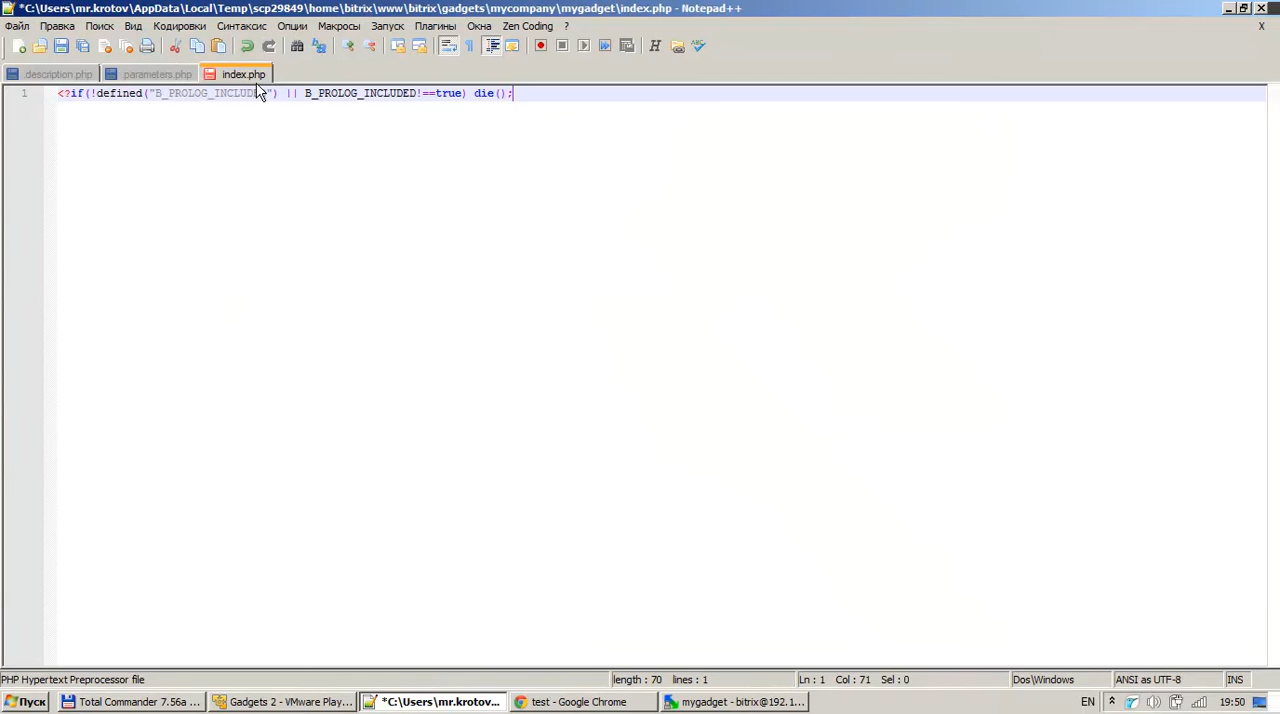 *C:\Users\mr.krotov\AppData\Local\Temp\scp29849\home\bitrix\www\bitrix\gadgets\mycompany\mygadget\index.php - Notepad++
Файл Правка Поиск Вид Кодировки Синтаксис Опции Макросы Запуск Плагины Окна Zen Coding ? X
description.php parameters.php index.php
1 <?if(!defined("B_PROLOG_INCLUDED") || B_PROLOG_INCLUDED!==true) die();
PHP Hypertext Preprocessor file length : 70 lines : 1 Ln : 1 Col : 71 Sel : 0 Dos\Windows ANSI as UTF-8 INS
Пуск Total Commander 7.56a ... Gadgets 2 - VMware Play... *C:\Users\mr.krotov... test - Google Chrome mygadget - bitrix@192.1... EN 19:50